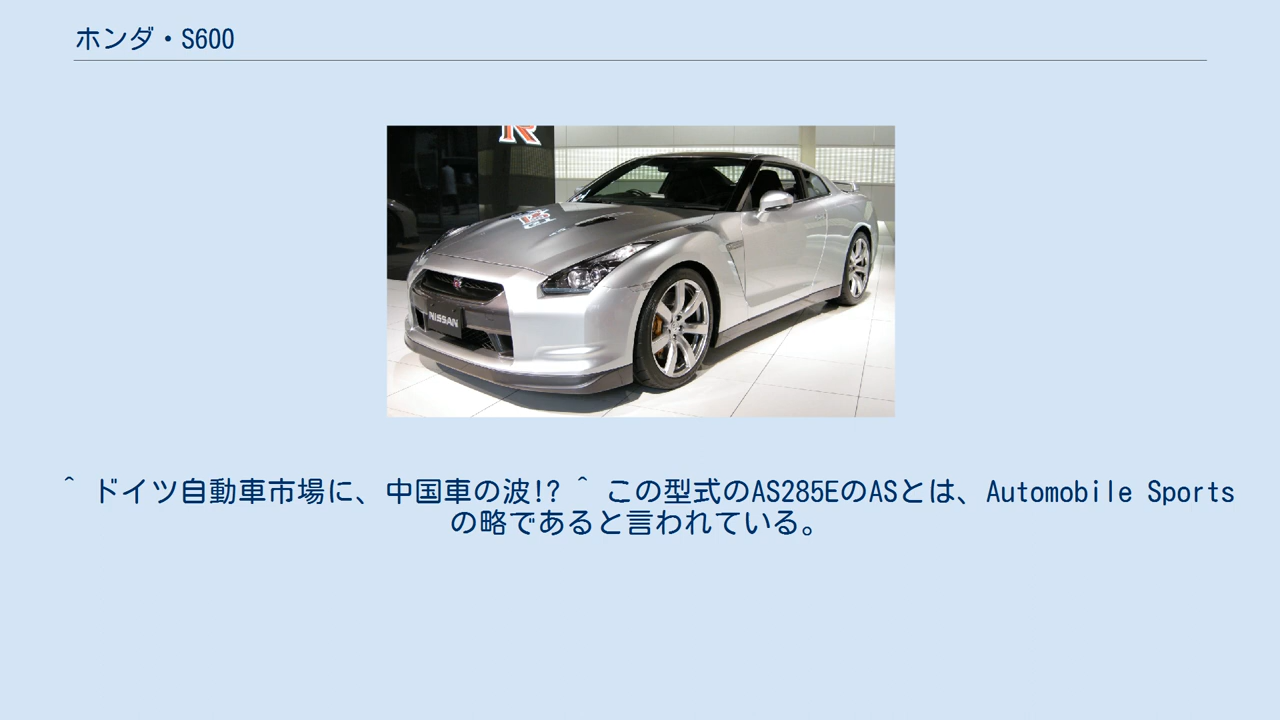 ホンダ・S600
R
NISSAN
^ ドイツ自動車市場に、中国車の波!? ^ この型式のAS285EのASとは、Automobile Sports
の略であると言われている。